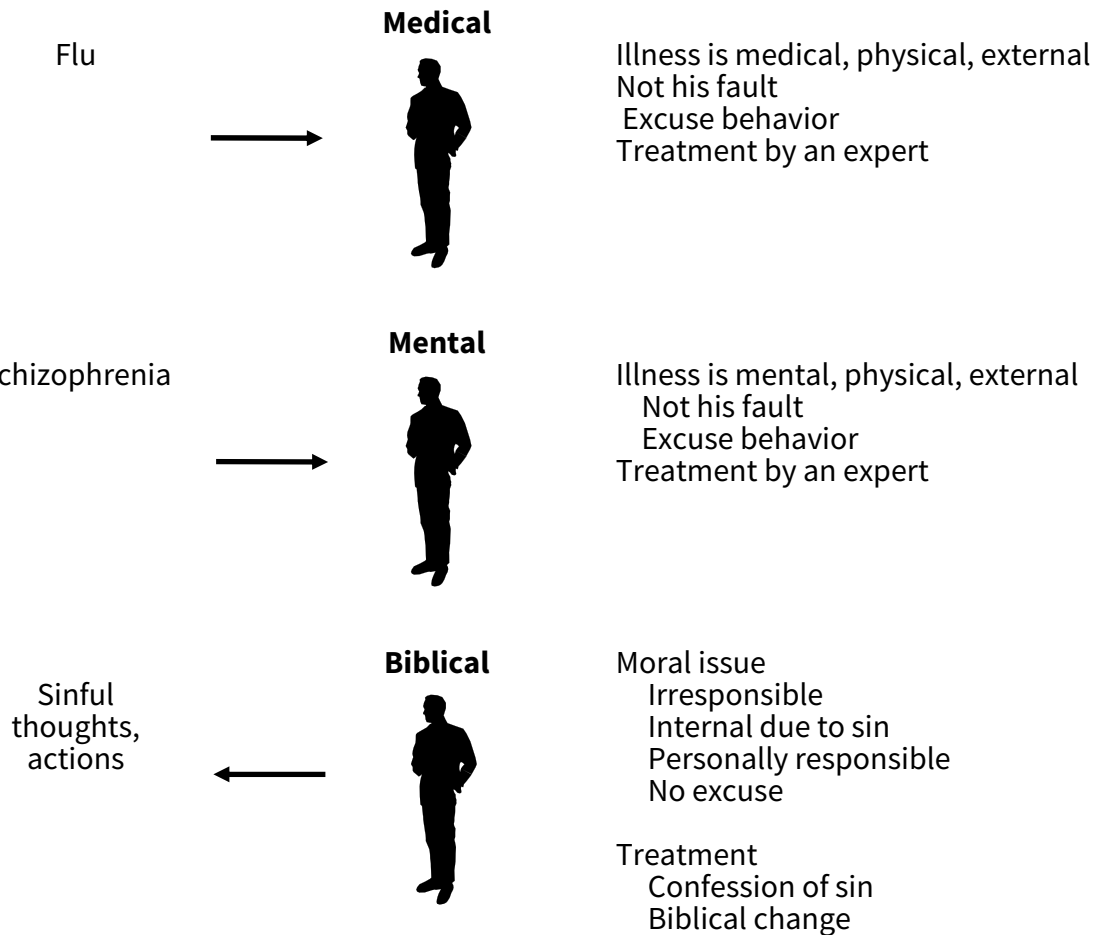 Medical
Flu
Illness is medical, physical, external
Not his fault
Excuse behavior
Treatment by an expert
Mental
chizophrenia
Illness is mental, physical, external
Not his fault
Excuse behavior
Treatment by an expert
Biblical
Sinful
thoughts,
actions
Moral issue
Irresponsible
Internal due to sin
Personally responsible
No excuse
Treatment
Confession of sin
Biblical change